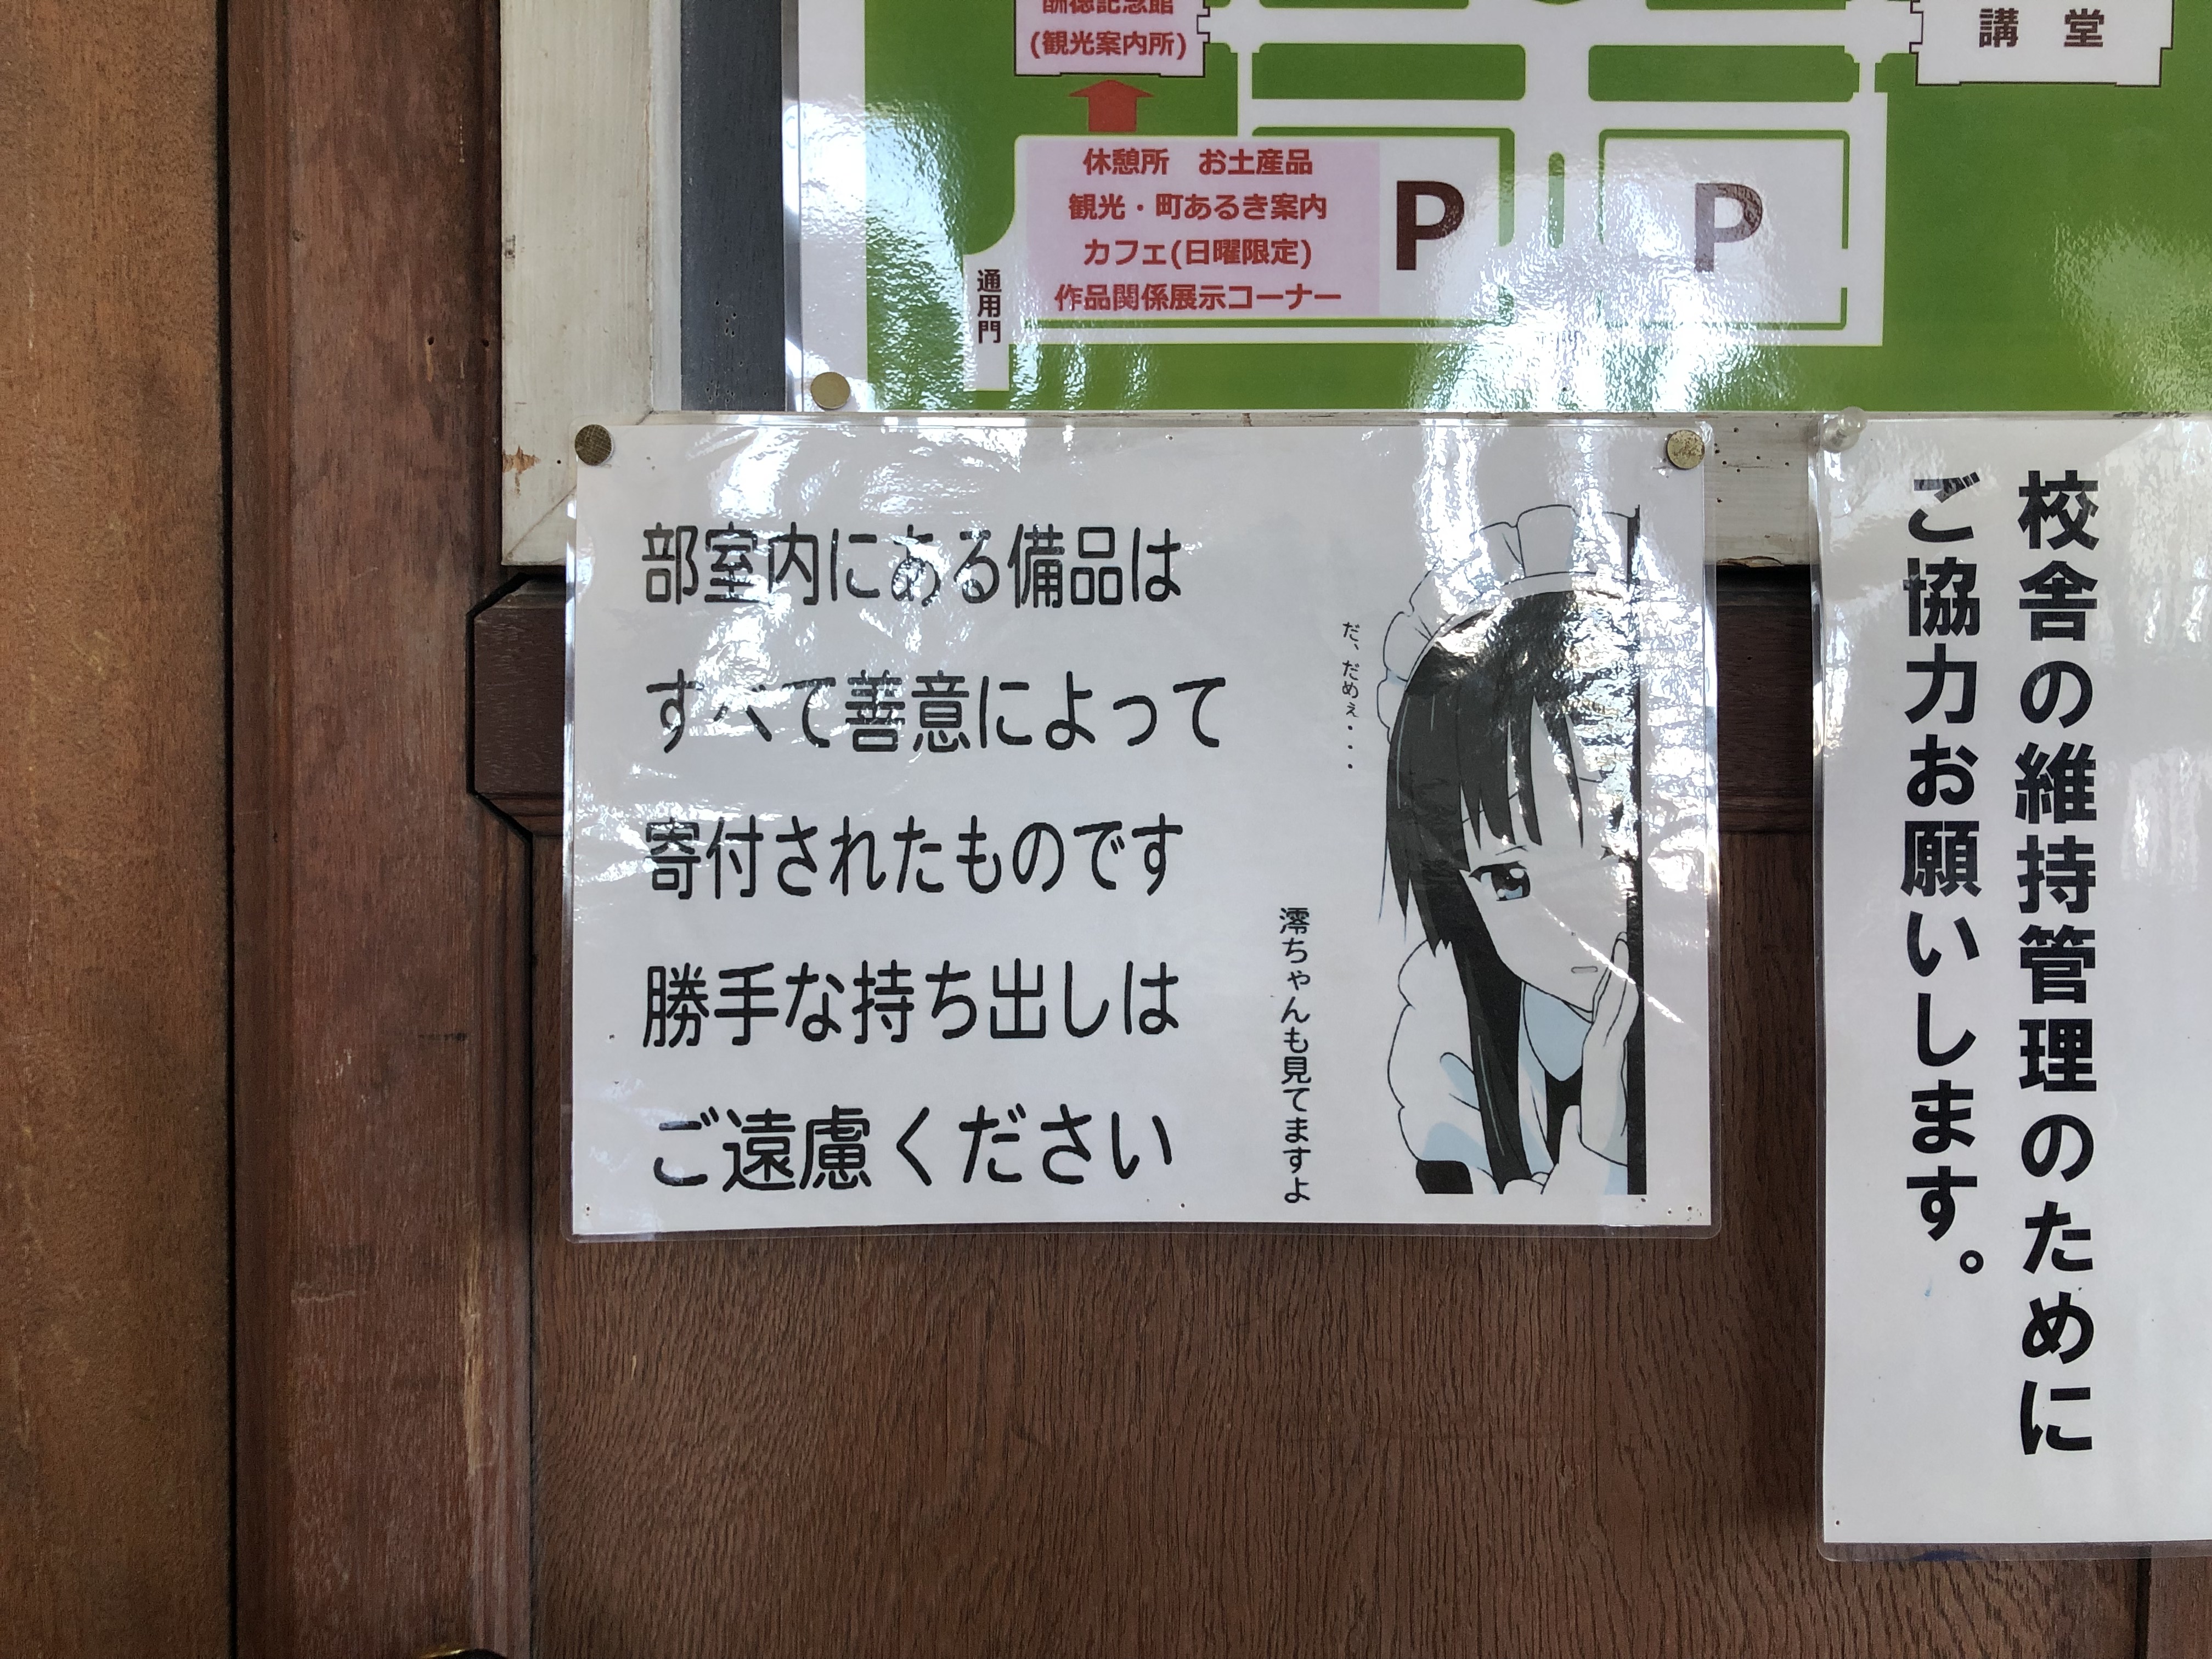 酬徳記念館
(観光案内所)
講 堂
休憩所 お土産品
観光・町あるき案内
カフェ(日曜限定)
作品関係展示コーナー
P
P
通用門
部室内にある備品は
すべて善意によって
寄付されたものです
勝手な持ち出しは
ご遠慮ください
だ、だめぇ・・・
澪ちゃんも見てますよ
校舎の維持管理のために
ご協力お願いします。